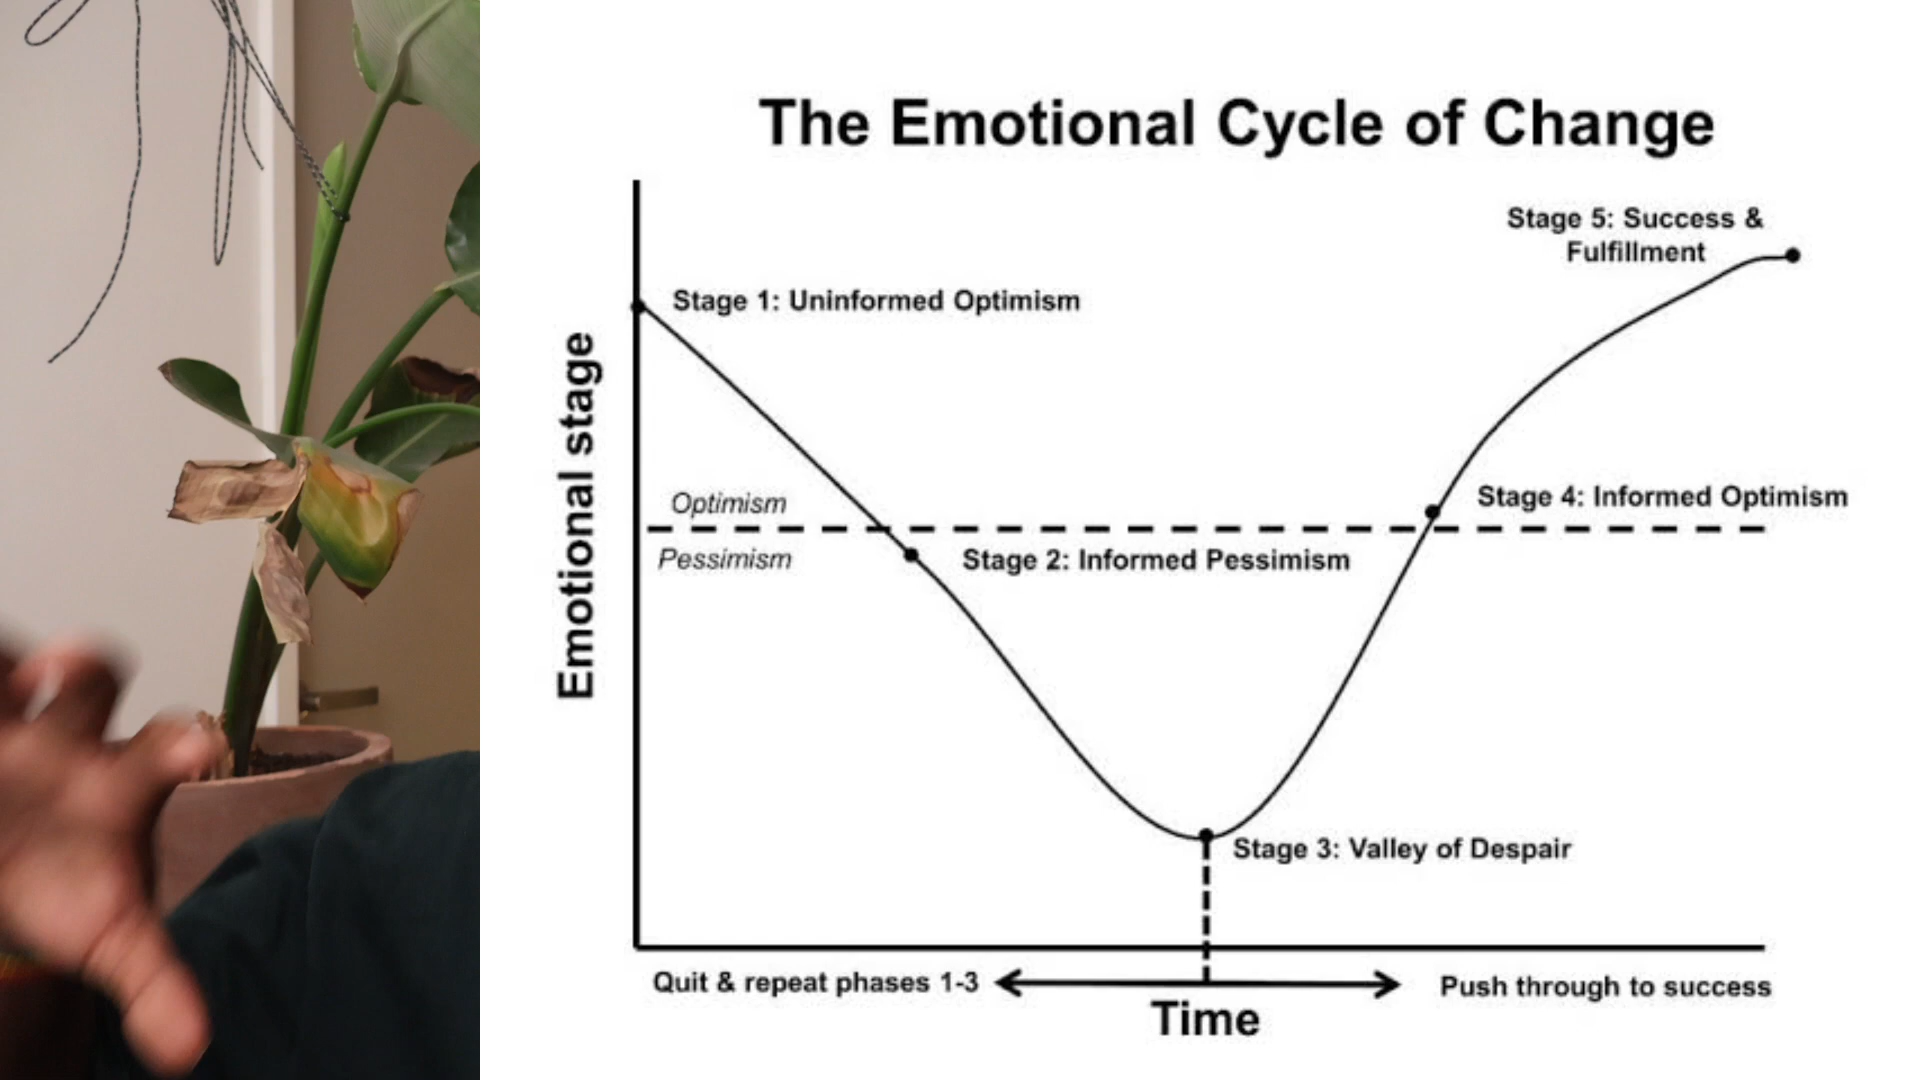 The Emotional Cycle of Change
Stage 5: Success &
Fulfillment
Stage 1: Uninformed Optimism
Emotional stage
Optimism
Stage 4: Informed Optimism
Pessimism
Stage 2: Informed Pessimism
Stage 3: Valley of Despair
Quit & repeat phases 1-3
Push through to success
Time